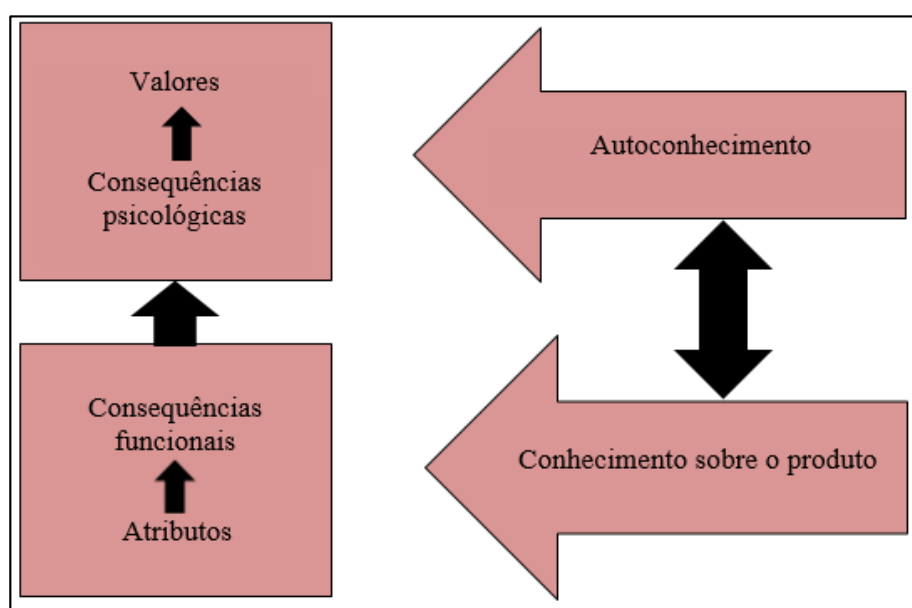 Valores
Consequências
psicológicas
Autoconhecimento
Consequências
funcionais
Atributos
Conhecimento sobre o produto